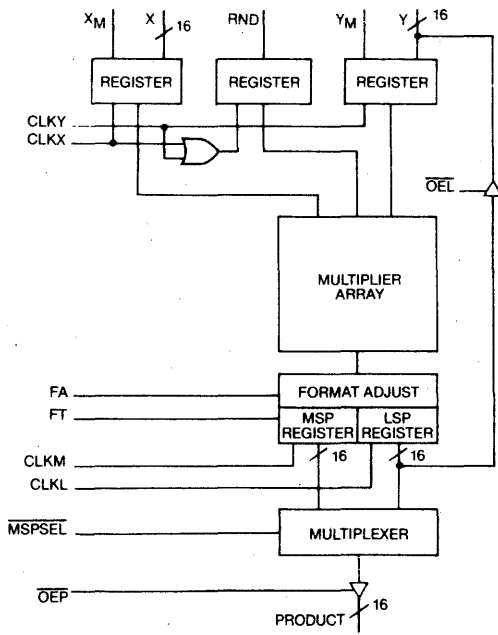 XM X 16 RND YM Y 16
REGISTER REGISTER REGISTER
CLKY
CLKX
OEL
MULTIPLIER
ARRAY
FA
FORMAT ADJUST
FT
MSP
REGISTER
LSP
REGISTER
CLKM
16 16
CLKL
MSPSEL
MULTIPLEXER
OEP
PRODUCT 16